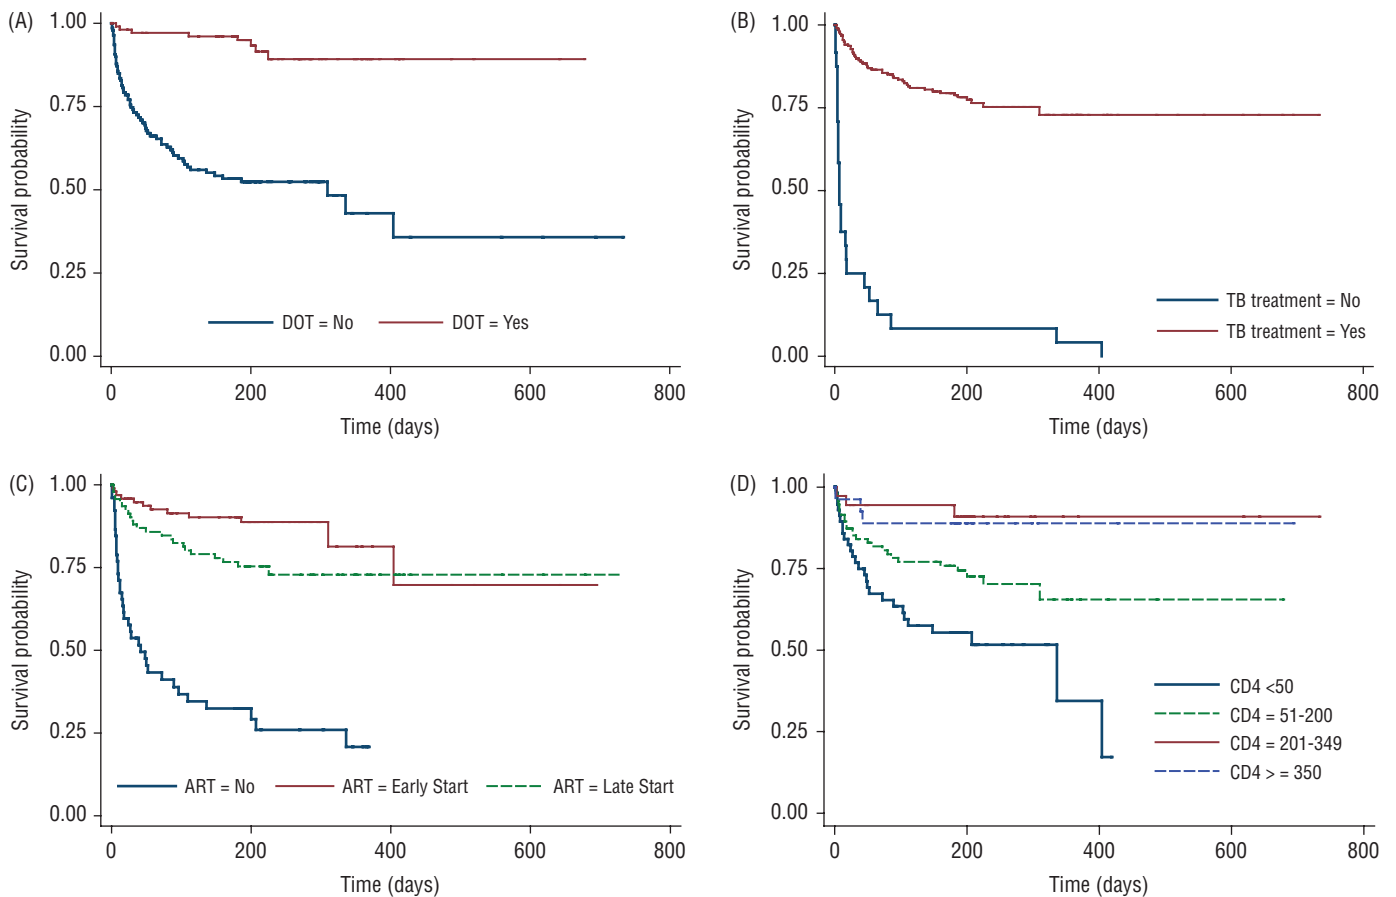 (A)
1.00
0.75
0.50
0.25
0.00
Survival probability
DOT = No
DOT = Yes
0
200
400
600
800
Time (days)
(B)
1.00
0.75
0.50
0.25
0.00
Survival probability
TB treatment = No
TB treatment = Yes
0
200
400
600
800
Time (days)
(C)
1.00
0.75
0.50
0.25
0.00
Survival probability
ART = No
ART = Early Start
ART = Late Start
0
200
400
600
800
Time (days)
(D)
1.00
0.75
0.50
0.25
0.00
Survival probability
CD4 <50
CD4 = 51-200
CD4 = 201-349
CD4 > = 350
0
200
400
600
800
Time (days)